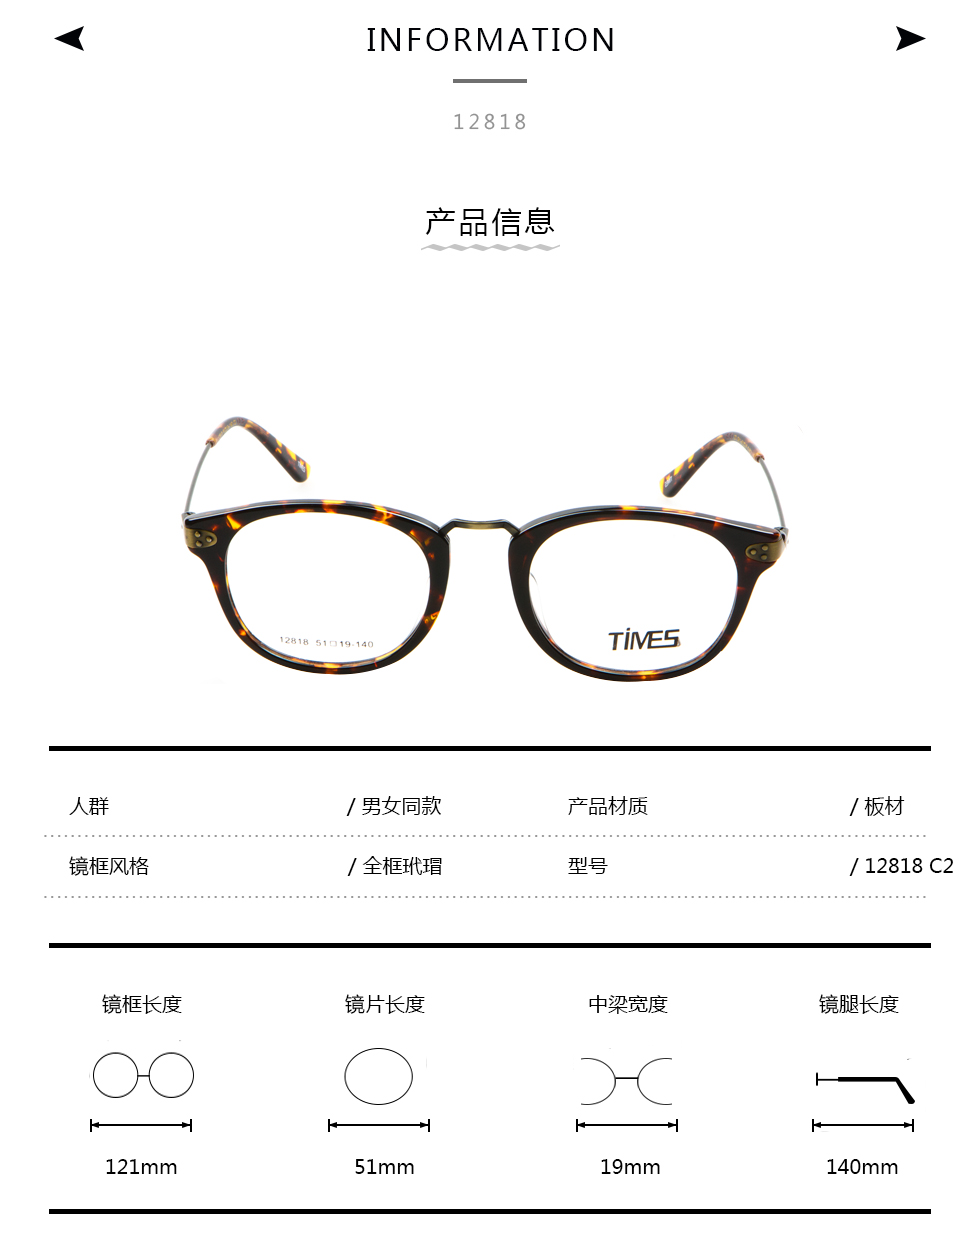 INFORMATION
12818
产品信息
12818 51□19-140
TiMES
人群 / 男女同款 产品材质 / 板材
镜框风格 / 全框玳瑁 型号 / 12818 C2
镜框长度 镜片长度 中梁宽度 镜腿长度
121mm 51mm 19mm 140mm